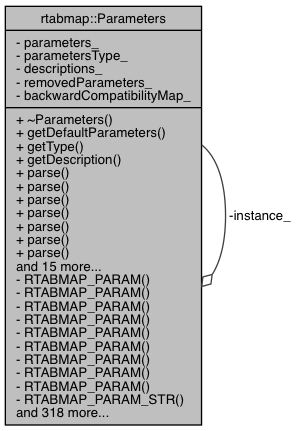 rtabmap::Parameters
- parameters_
- parametersType_
- descriptions_
- removedParameters_
- backwardCompatibilityMap_
+ ~Parameters()
+ getDefaultParameters()
+ getType()
+ getDescription()
+ parse()
+ parse()
+ parse()
+ parse()
+ parse()
+ parse()
+ parse()
and 15 more...
- RTABMAP_PARAM()
- RTABMAP_PARAM()
- RTABMAP_PARAM()
- RTABMAP_PARAM()
- RTABMAP_PARAM()
- RTABMAP_PARAM()
- RTABMAP_PARAM()
- RTABMAP_PARAM()
- RTABMAP_PARAM()
- RTABMAP_PARAM_STR()
and 318 more...
-instance_